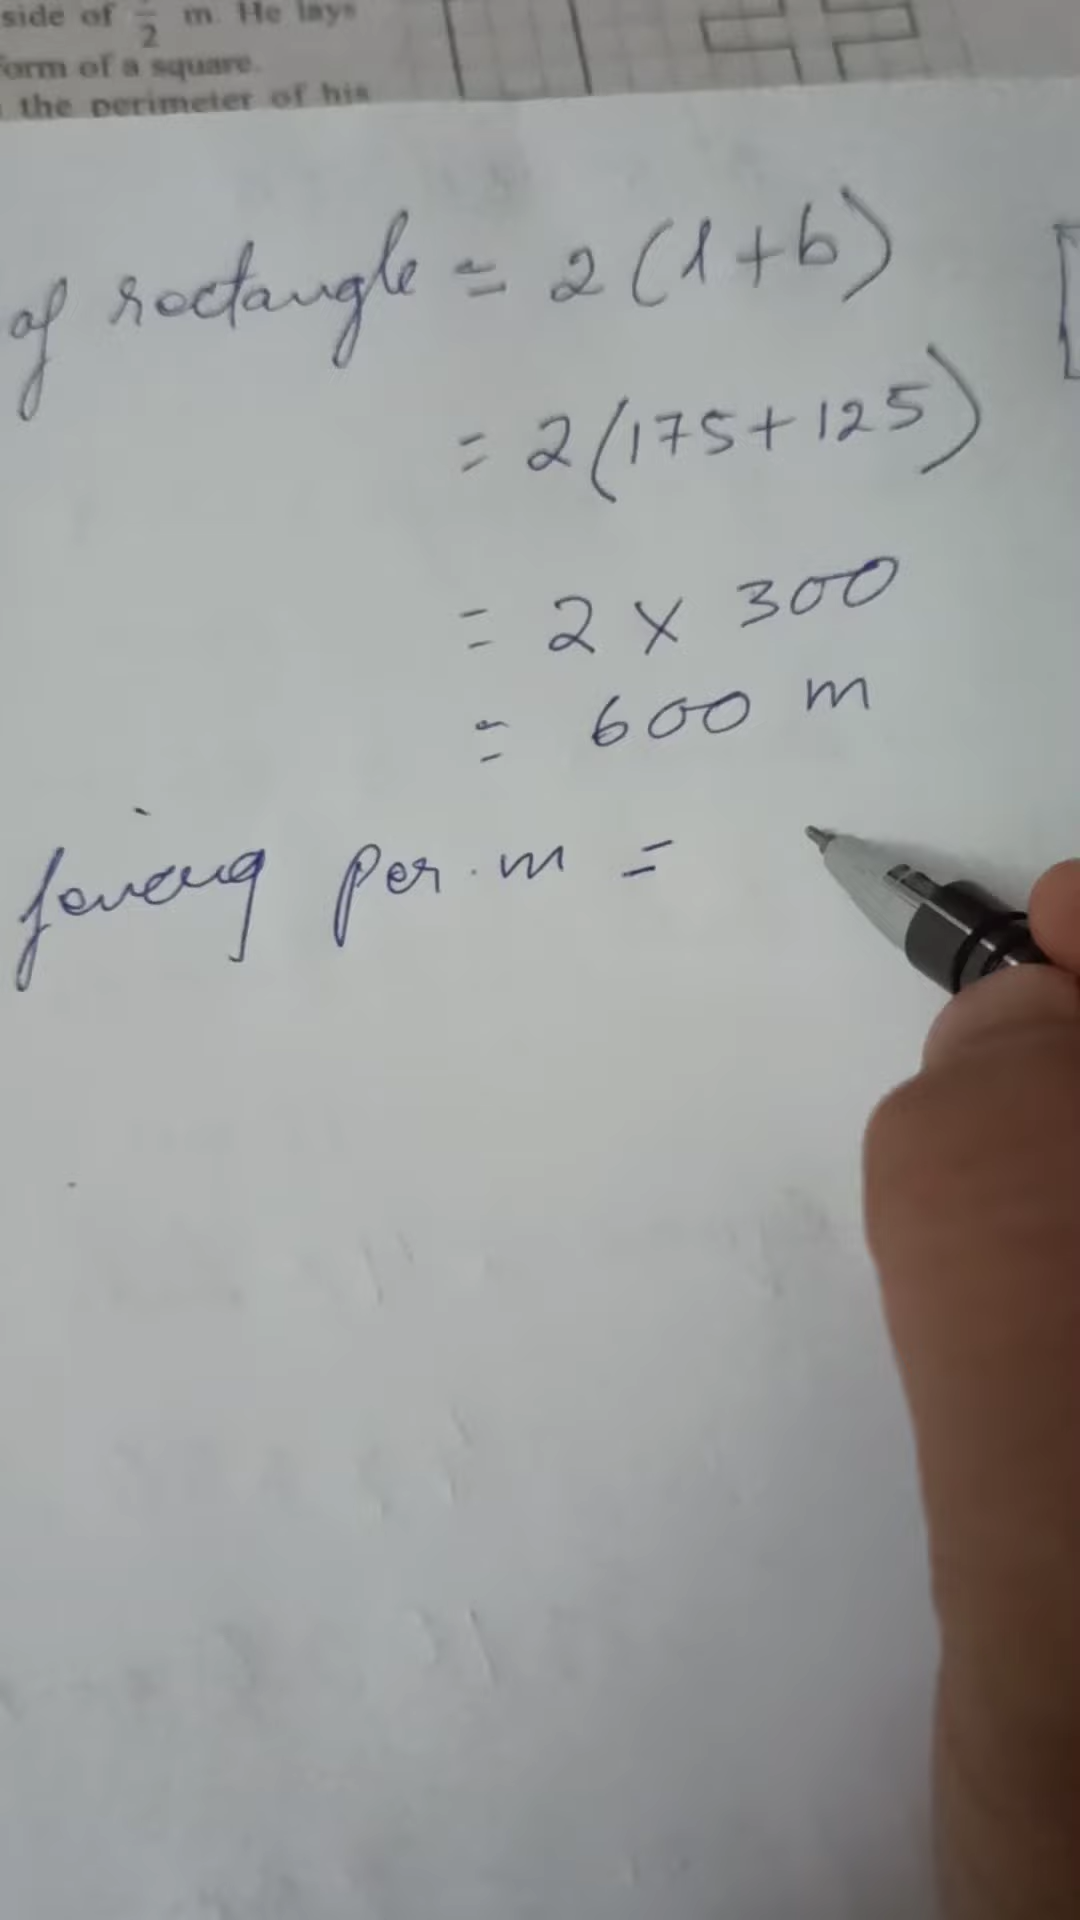 side of 1/2 m. He lays
form of a square.
the perimeter of his
of rectangle = 2(l+b)
= 2(175+125)
= 2 x 300
= 600 m
fencing per m =